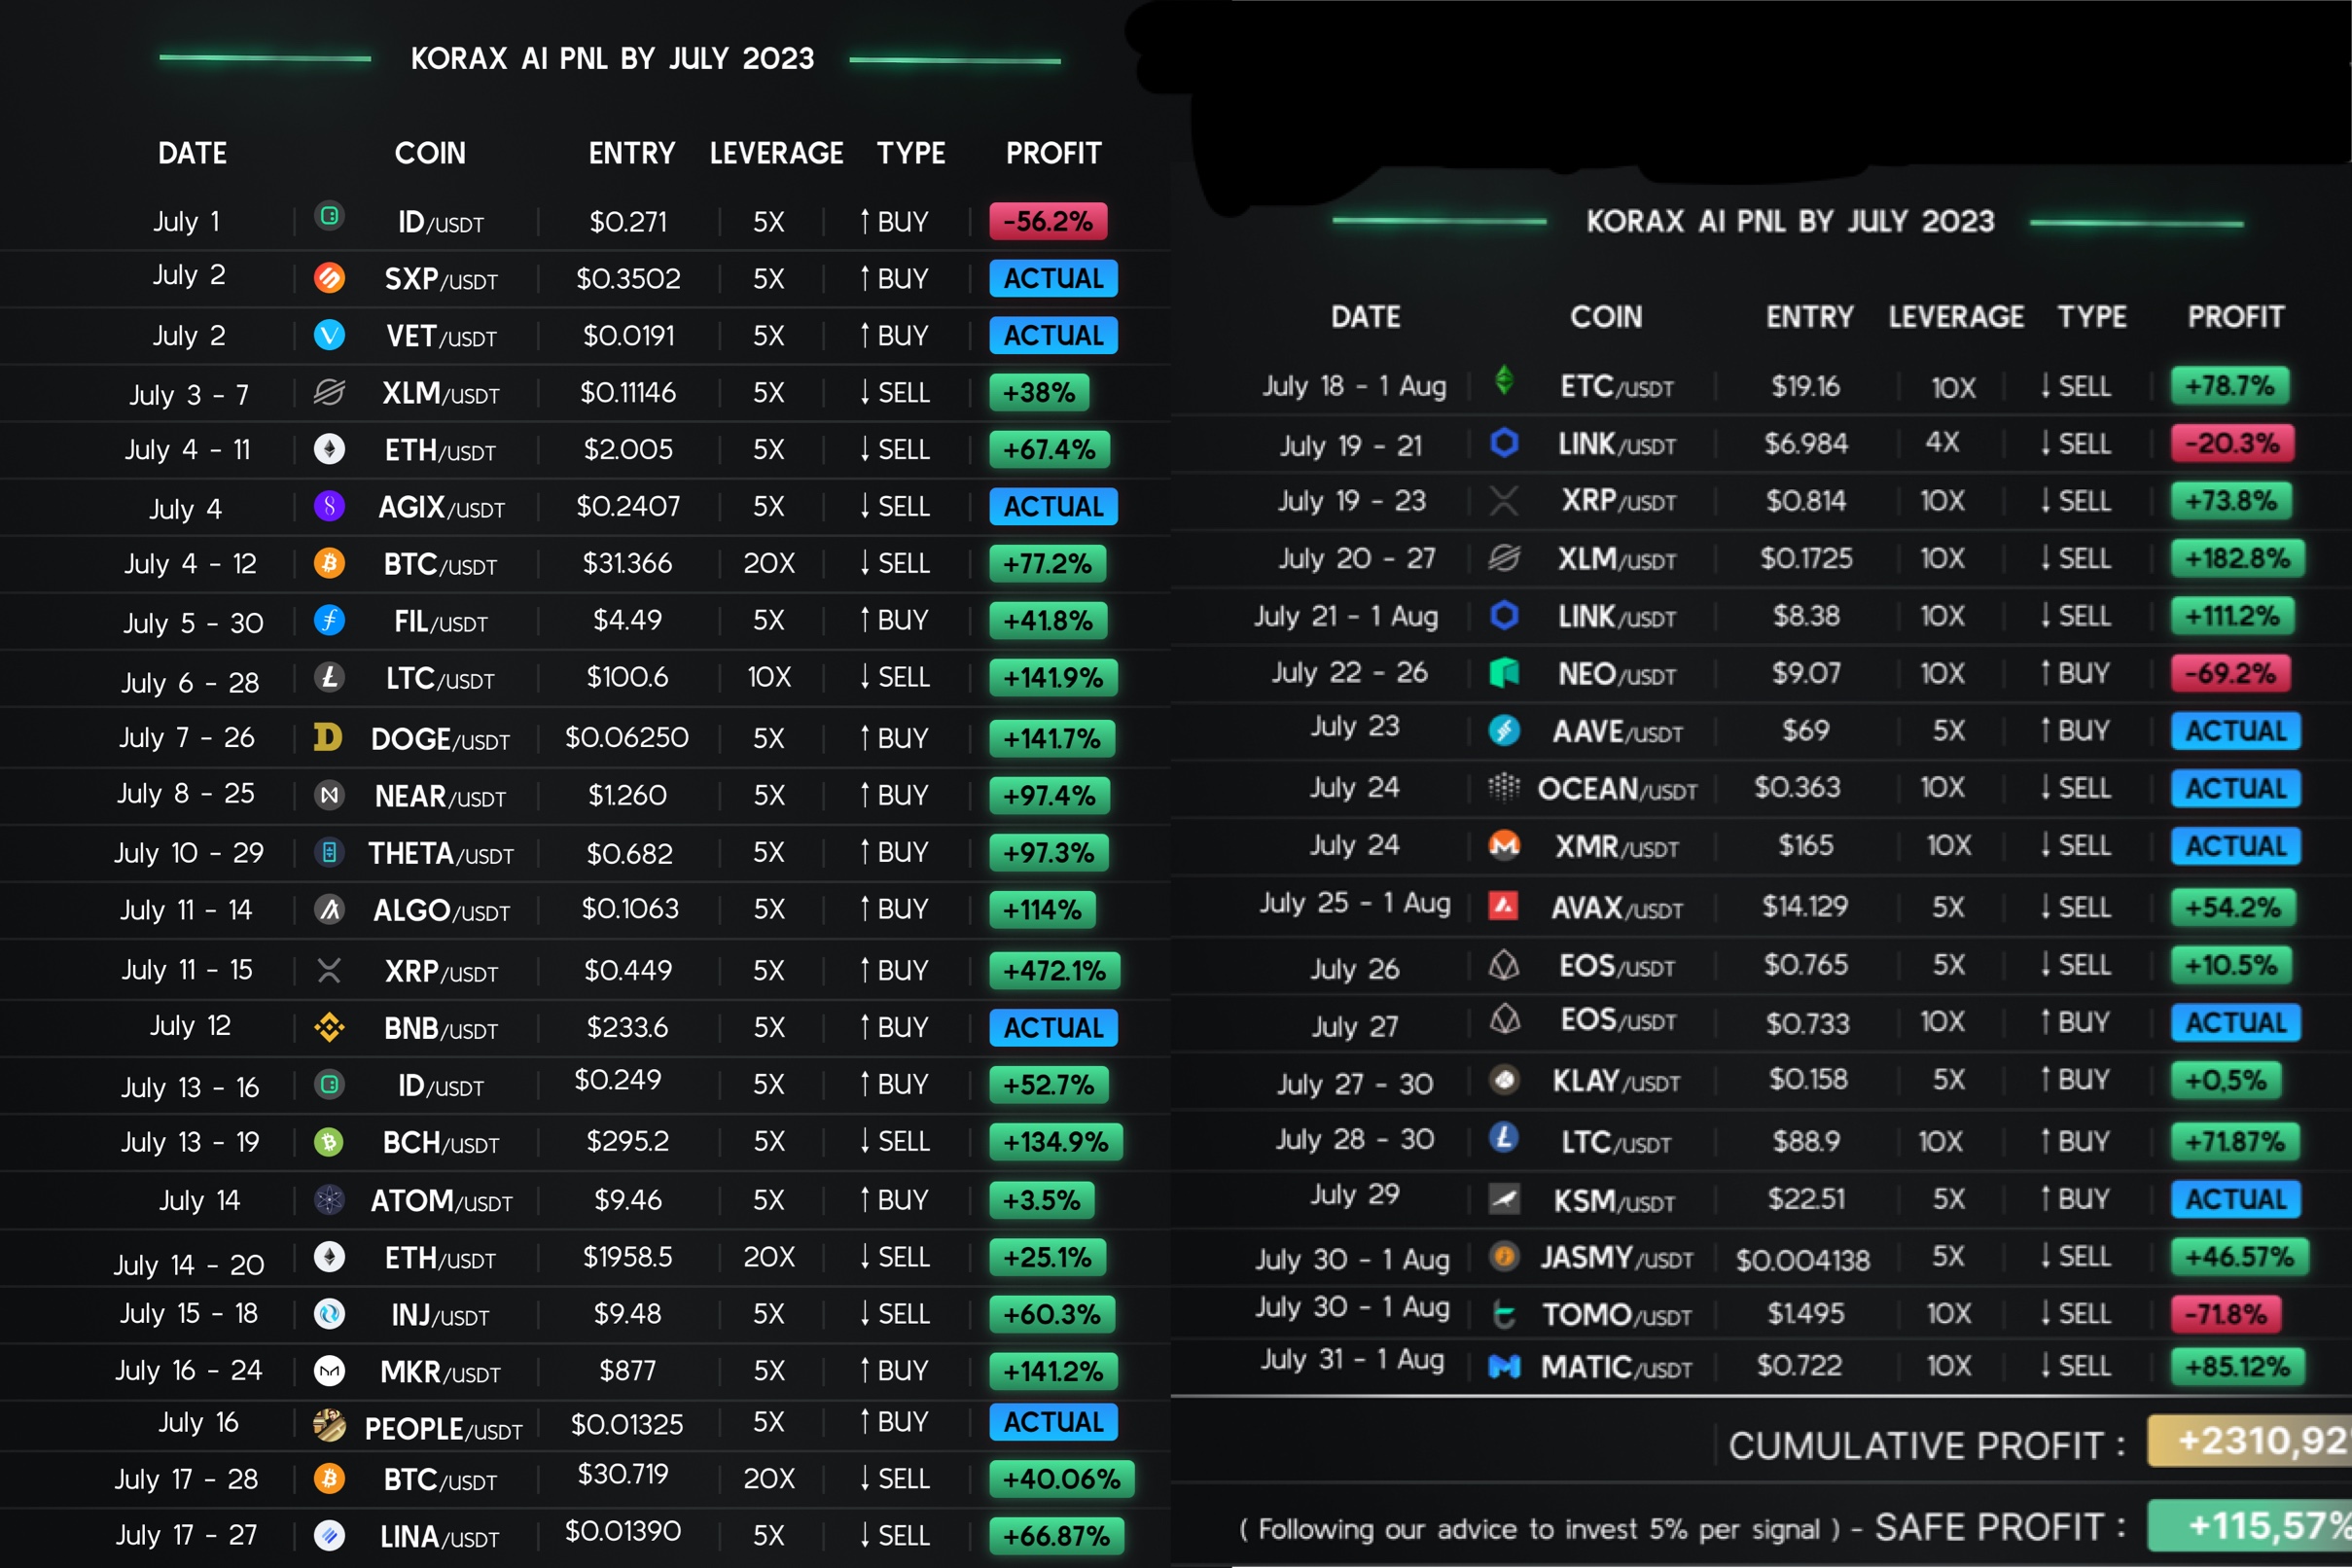 KORAX AI PNL BY JULY 2023
DATE COIN ENTRY LEVERAGE TYPE PROFIT
July 1 ID/USDT $0.271 5X ↑ BUY -56.2%
July 2 SXP/USDT $0.3502 5X ↑ BUY ACTUAL
July 2 VET/USDT $0.0191 5X ↑ BUY ACTUAL
July 3 - 7 XLM/USDT $0.11146 5X ↓ SELL +38%
July 4 - 11 ETH/USDT $2.005 5X ↓ SELL +67.4%
July 4 AGIX/USDT $0.2407 5X ↓ SELL ACTUAL
July 4 - 12 BTC/USDT $31.366 20X ↓ SELL +77.2%
July 5 - 30 FIL/USDT $4.49 5X ↑ BUY +41.8%
July 6 - 28 LTC/USDT $100.6 10X ↓ SELL +141.9%
July 7 - 26 DOGE/USDT $0.06250 5X ↑ BUY +141.7%
July 8 - 25 NEAR/USDT $1.260 5X ↑ BUY +97.4%
July 10 - 29 THETA/USDT $0.682 5X ↑ BUY +97.3%
July 11 - 14 ALGO/USDT $0.1063 5X ↑ BUY +114%
July 11 - 15 XRP/USDT $0.449 5X ↑ BUY +472.1%
July 12 BNB/USDT $233.6 5X ↑ BUY ACTUAL
July 13 - 16 ID/USDT $0.249 5X ↑ BUY +52.7%
July 13 - 19 BCH/USDT $295.2 5X ↓ SELL +134.9%
July 14 ATOM/USDT $9.46 5X ↑ BUY +3.5%
July 14 - 20 ETH/USDT $1958.5 20X ↓ SELL +25.1%
July 15 - 18 INJ/USDT $9.48 5X ↓ SELL +60.3%
July 16 - 24 MKR/USDT $877 5X ↑ BUY +141.2%
July 16 PEOPLE/USDT $0.01325 5X ↑ BUY ACTUAL
July 17 - 28 BTC/USDT $30.719 20X ↓ SELL +40.06%
July 17 - 27 LINA/USDT $0.01390 5X ↓ SELL +66.87%
KORAX AI PNL BY JULY 2023
DATE COIN ENTRY LEVERAGE TYPE PROFIT
July 18 - 1 Aug ETC/USDT $19.16 10X ↓ SELL +78.7%
July 19 - 21 LINK/USDT $6.984 4X ↓ SELL -20.3%
July 19 - 23 XRP/USDT $0.814 10X ↓ SELL +73.8%
July 20 - 27 XLM/USDT $0.1725 10X ↓ SELL +182.8%
July 21 - 1 Aug LINK/USDT $8.38 10X ↓ SELL +111.2%
July 22 - 26 NEO/USDT $9.07 10X ↑ BUY -69.2%
July 23 AAVE/USDT $69 5X ↑ BUY ACTUAL
July 24 OCEAN/USDT $0.363 10X ↓ SELL ACTUAL
July 24 XMR/USDT $165 10X ↓ SELL ACTUAL
July 25 - 1 Aug AVAX/USDT $14.129 5X ↓ SELL +54.2%
July 26 EOS/USDT $0.765 5X ↓ SELL +10.5%
July 27 EOS/USDT $0.733 10X ↑ BUY ACTUAL
July 27 - 30 KLAY/USDT $0.158 5X ↑ BUY +0,5%
July 28 - 30 LTC/USDT $88.9 10X ↑ BUY +71.87%
July 29 KSM/USDT $22.51 5X ↑ BUY ACTUAL
July 30 - 1 Aug JASMY/USDT $0.004138 5X ↓ SELL +46.57%
July 30 - 1 Aug TOMO/USDT $1.495 10X ↓ SELL -71.8%
July 31 - 1 Aug MATIC/USDT $0.722 10X ↓ SELL +85.12%
CUMULATIVE PROFIT : +2310,92
( Following our advice to invest 5% per signal ) - SAFE PROFIT : +115,57%